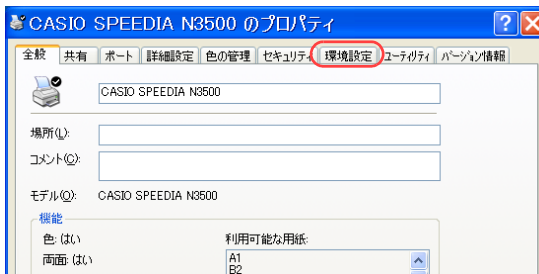 CASIO SPEEDIA N3500 のプロパティ
全般 共有 ポート 詳細設定 色の管理 セキュリティ 環境設定 ユーティリティ バージョン情報
CASIO SPEEDIA N3500
場所(L):
コメント(C):
モデル(O): CASIO SPEEDIA N3500
機能
色: はい 利用可能な用紙:
両面: はい A1
B2